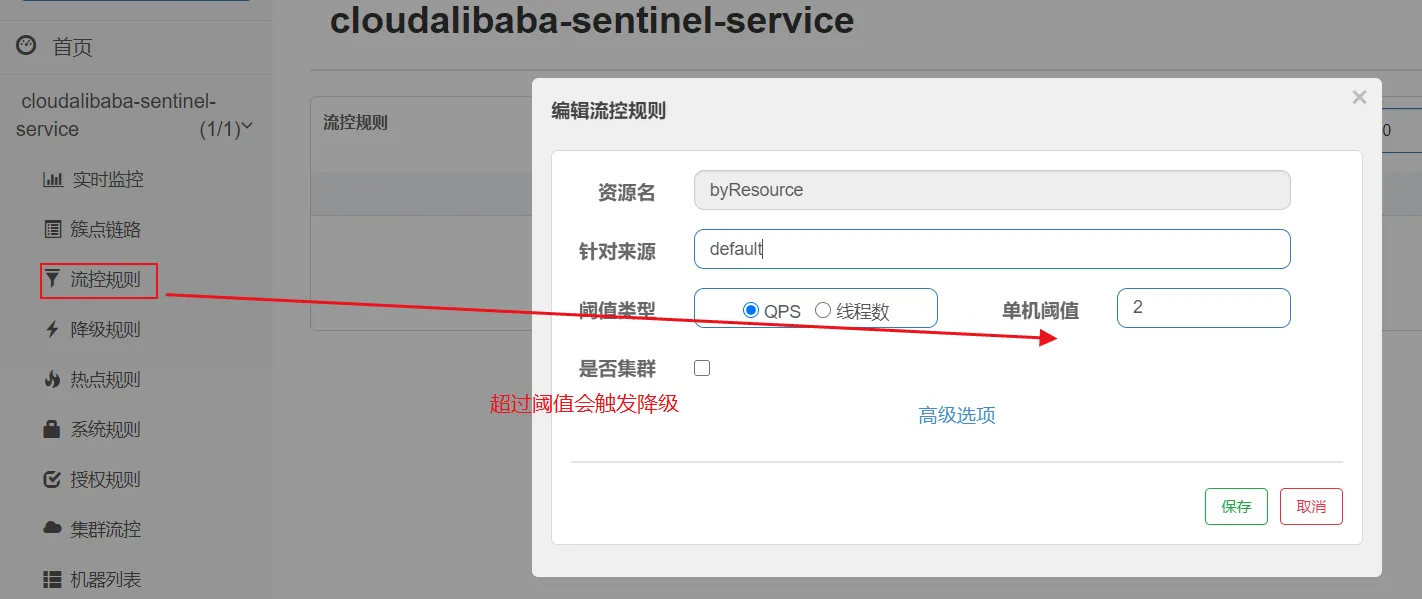 cloudalibaba-sentinel-service
首页
cloudalibaba-sentinel-
service (1/1)
实时监控
簇点链路
流控规则
降级规则
热点规则
系统规则
授权规则
集群流控
机器列表
流控规则
0
编辑流控规则
×
资源名 byResource
针对来源 default
阈值类型 QPS 线程数 单机阈值 2
是否集群
超过阈值会触发降级
高级选项
保存 取消